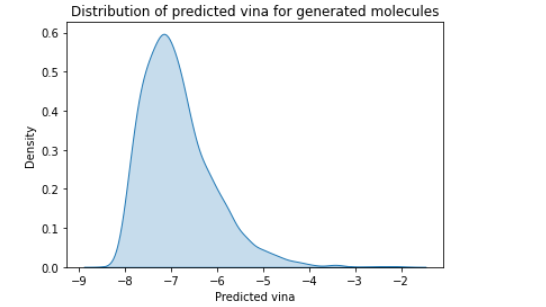 Distribution of predicted vina for generated molecules
0.6
0.5
0.4
0.3
0.2
0.1
0.0
Density
−9 −8 −7 −6 −5 −4 −3 −2
Predicted vina